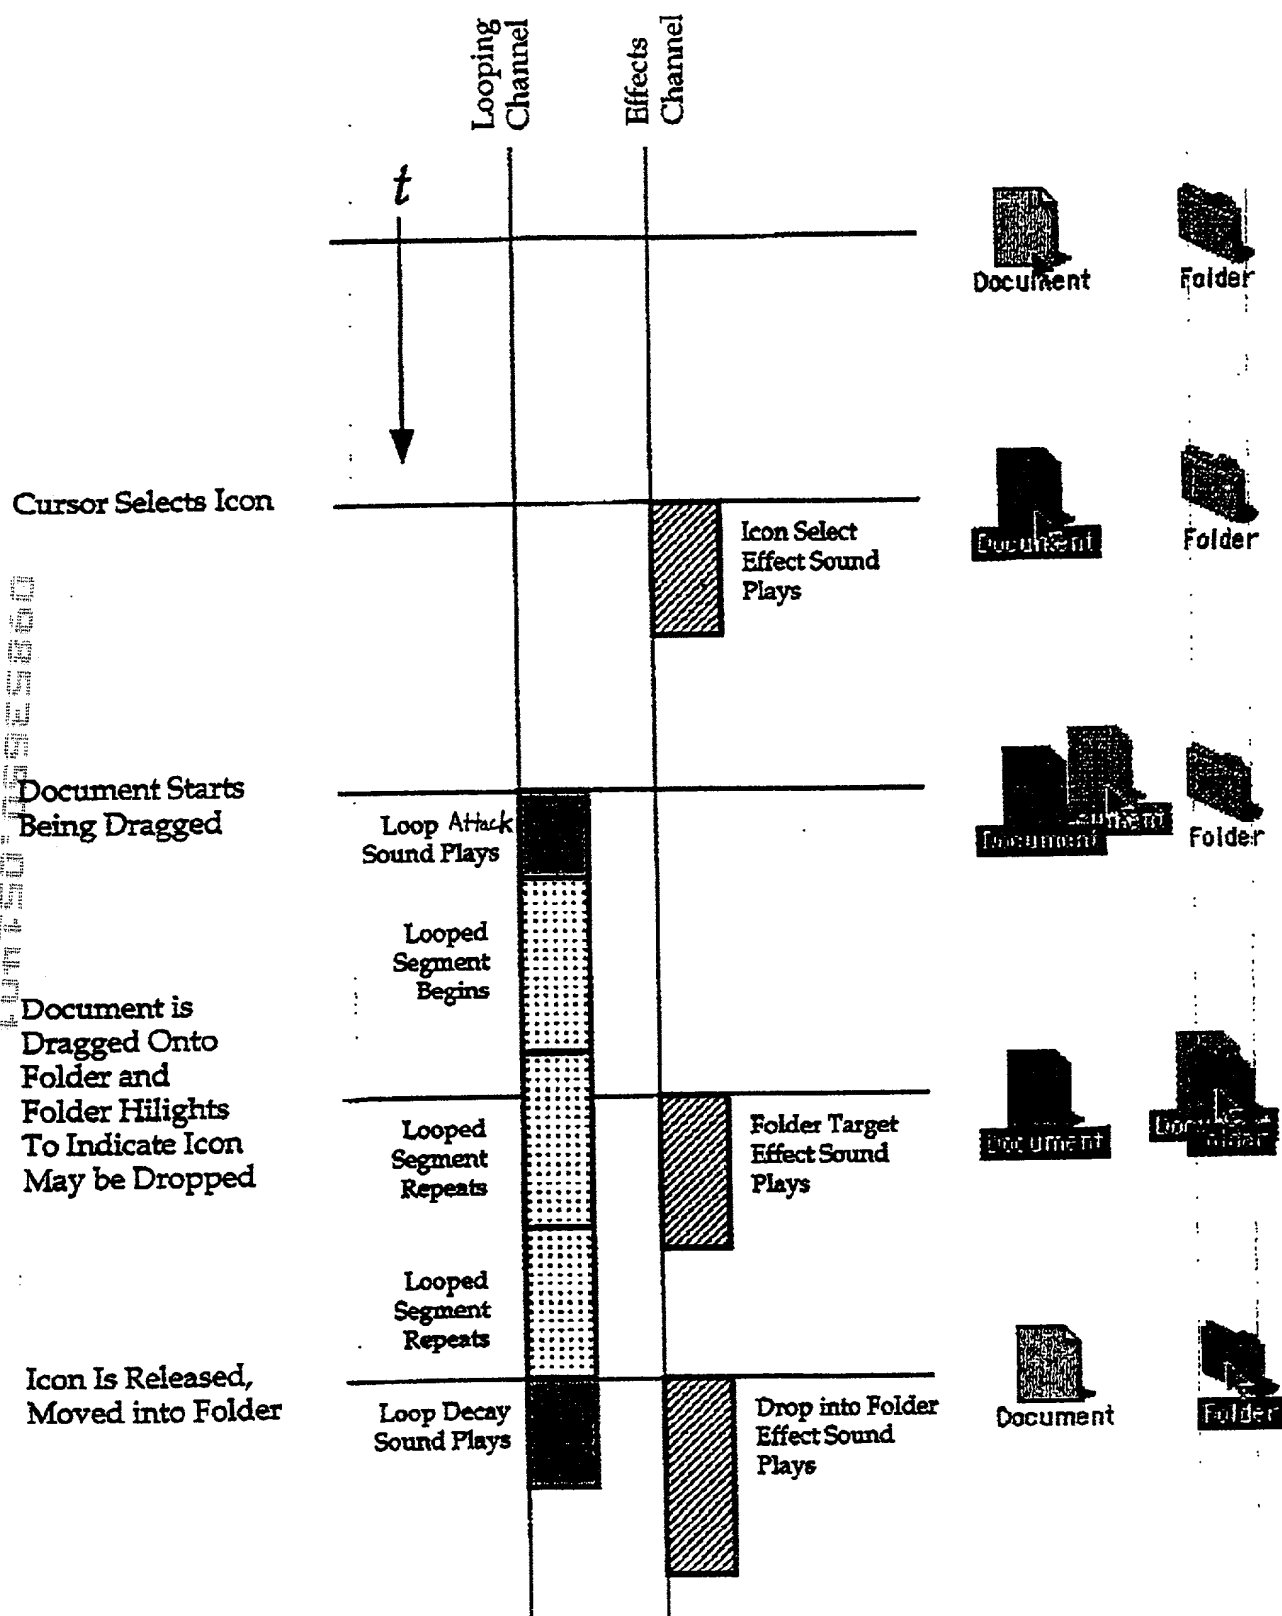 Looping
Channel
Effects
Channel
t
Document
Folder
Cursor Selects Icon
Icon Select
Effect Sound
Plays
Document
Folder
Document Starts
Being Dragged
Loop Attack
Sound Plays
Document
Folder
Looped
Segment
Begins
Document is
Dragged Onto
Folder and
Folder Hilights
To Indicate Icon
May be Dropped
Looped
Segment
Repeats
Folder Target
Effect Sound
Plays
Document
Looped
Segment
Repeats
Icon Is Released,
Moved into Folder
Loop Decay
Sound Plays
Drop into Folder
Effect Sound
Plays
Document
Folder